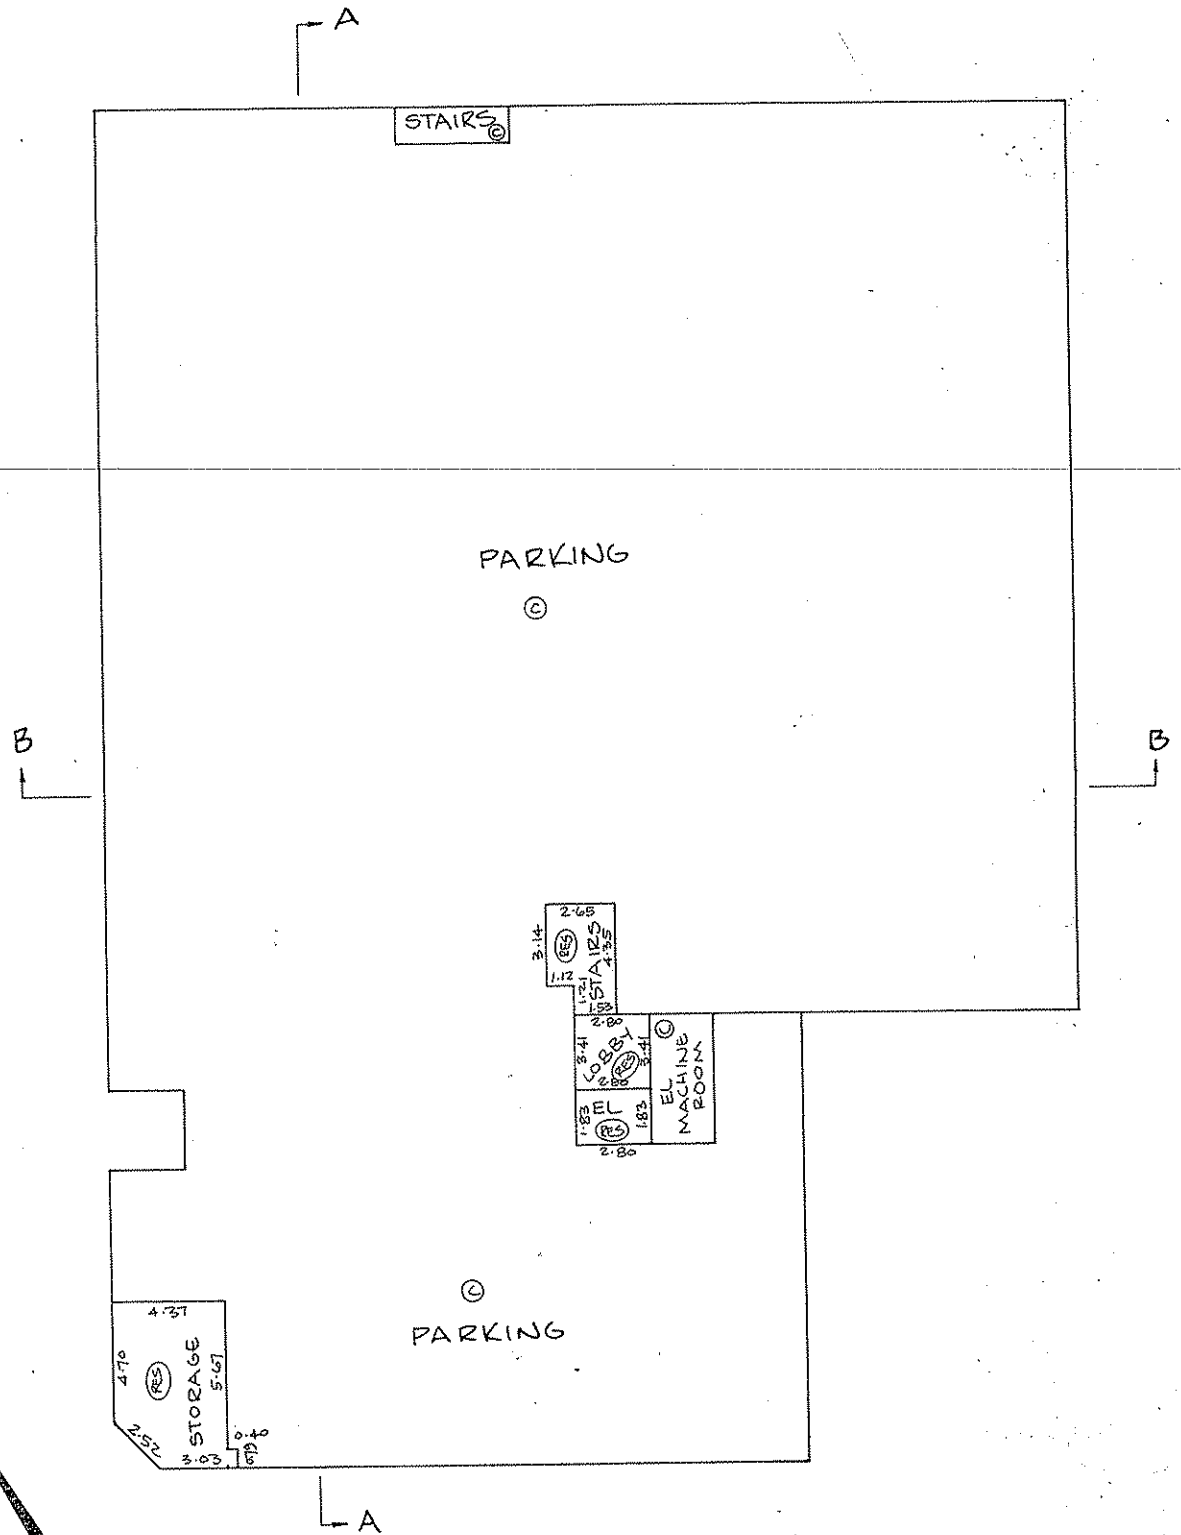 A
STAIRS
C
PARKING
C
B
B
2.65
3.14
RES
STAIRS
4.35
1.12
1.21
1.53
2.80
3.41
LOBBY
RES
3.41
2.80
C
EL
MACHINE
ROOM
1.83
EL
RES
1.83
2.80
C
PARKING
4.37
4.70
RES
STORAGE
5.67
2.52
3.03
0.40
A